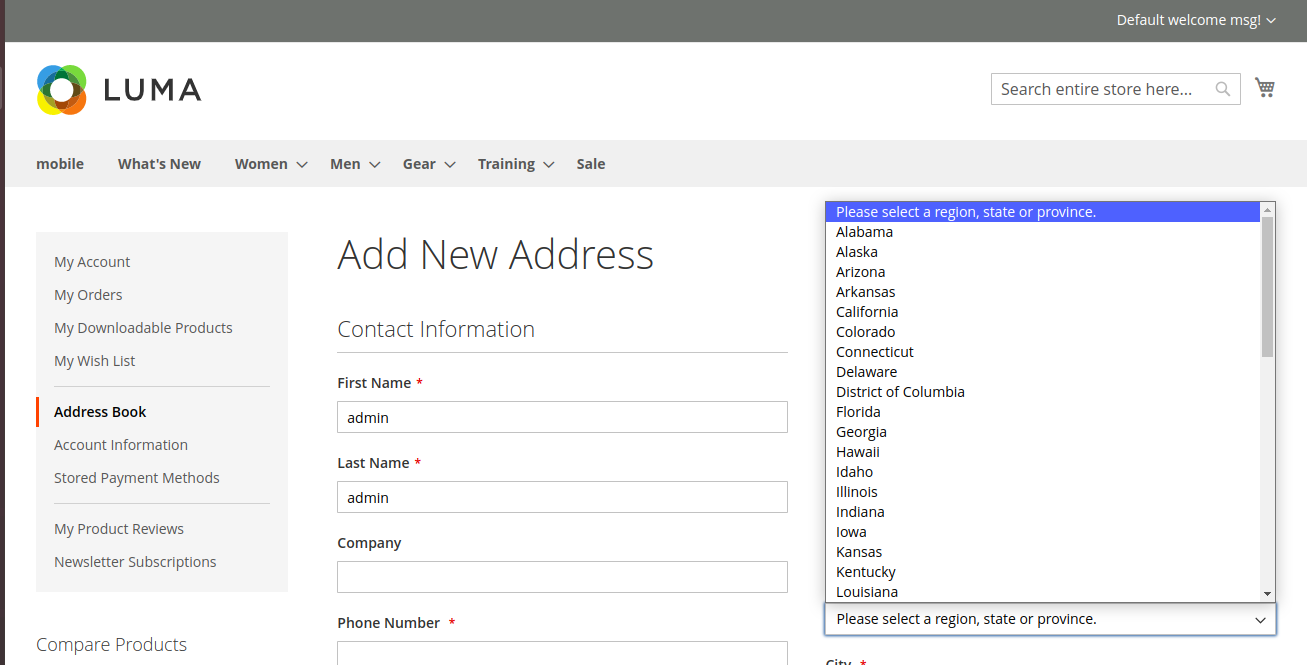 Default welcome msg!
LUMA
Search entire store here...
mobile What's New Women Men Gear Training Sale
My Account
My Orders
My Downloadable Products
My Wish List
Address Book
Account Information
Stored Payment Methods
My Product Reviews
Newsletter Subscriptions
Compare Products
Add New Address
Contact Information
First Name *
admin
Last Name *
admin
Company
Phone Number *
Please select a region, state or province.
Alabama
Alaska
Arizona
Arkansas
California
Colorado
Connecticut
Delaware
District of Columbia
Florida
Georgia
Hawaii
Idaho
Illinois
Indiana
Iowa
Kansas
Kentucky
Louisiana
Please select a region, state or province.
City *